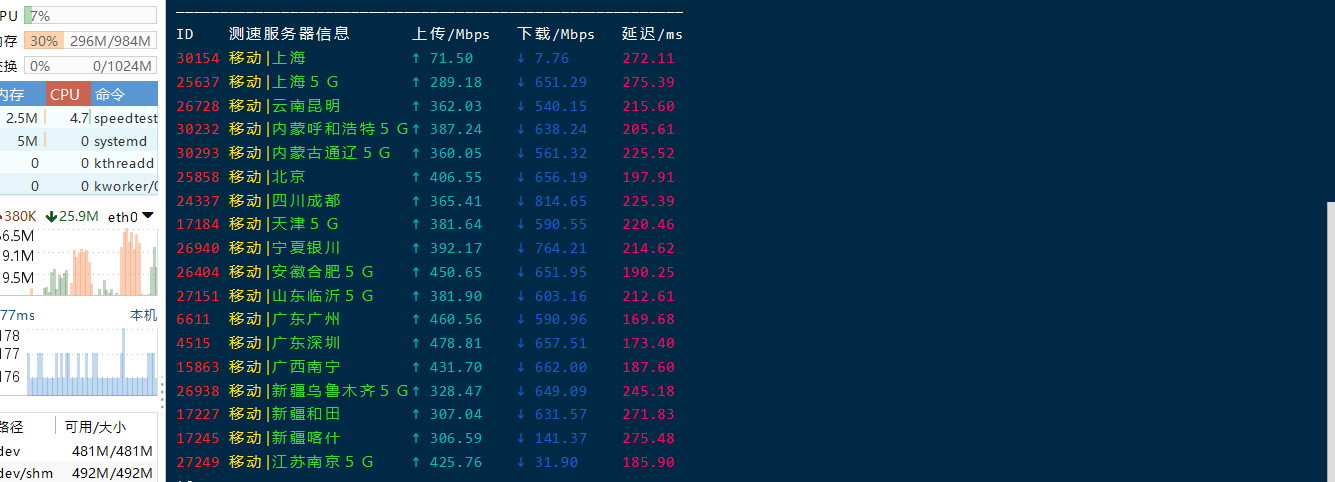 PU 7%
内存 30% 296M/984M
交换 0% 0/1024M
内存 CPU 命令
2.5M 4.7 speedtest
5M 0 systemd
0 0 kthreadd
0 0 kworker/0
380K 25.9M eth0
66.5M
9.1M
9.5M
77ms 本机
178
177
176
路径 可用/大小
dev 481M/481M
dev/shm 492M/492M
ID 测速服务器信息 上传/Mbps 下载/Mbps 延迟/ms
30154 移动|上海 ↑ 71.50 ↓ 7.76 272.11
25637 移动|上海５Ｇ ↑ 289.18 ↓ 651.29 275.39
26728 移动|云南昆明 ↑ 362.03 ↓ 540.15 215.60
30232 移动|内蒙呼和浩特５Ｇ↑ 387.24 ↓ 638.24 205.61
30293 移动|内蒙古通辽５Ｇ ↑ 360.05 ↓ 561.32 225.52
25858 移动|北京 ↑ 406.55 ↓ 656.19 197.91
24337 移动|四川成都 ↑ 365.41 ↓ 814.65 225.39
17184 移动|天津５Ｇ ↑ 381.64 ↓ 590.55 220.46
26940 移动|宁夏银川 ↑ 392.17 ↓ 764.21 214.62
26404 移动|安徽合肥５Ｇ ↑ 450.65 ↓ 651.95 190.25
27151 移动|山东临沂５Ｇ ↑ 381.90 ↓ 603.16 212.61
6611 移动|广东广州 ↑ 460.56 ↓ 590.96 169.68
4515 移动|广东深圳 ↑ 478.81 ↓ 657.51 173.40
15863 移动|广西南宁 ↑ 431.70 ↓ 662.00 187.60
26938 移动|新疆乌鲁木齐５Ｇ↑ 328.47 ↓ 649.09 245.18
17227 移动|新疆和田 ↑ 307.04 ↓ 631.57 271.83
17245 移动|新疆喀什 ↑ 306.59 ↓ 141.37 275.48
27249 移动|江苏南京５Ｇ ↑ 425.76 ↓ 31.90 185.90